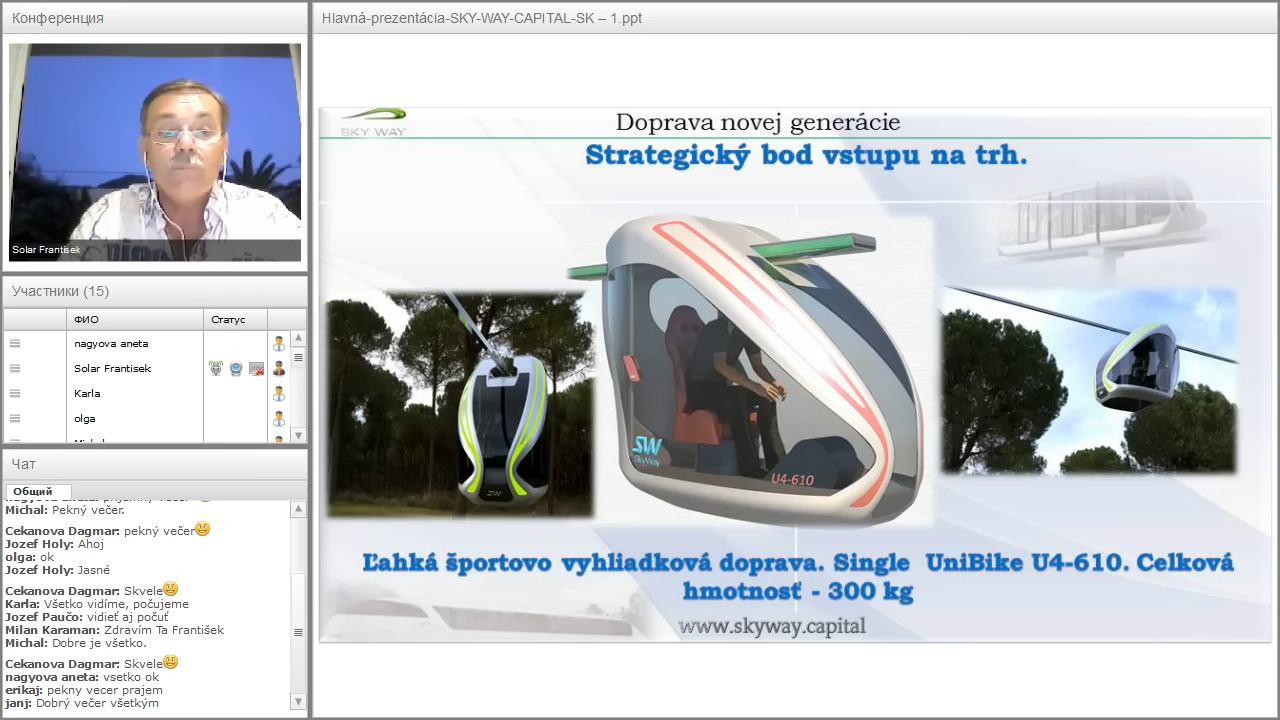 Конференция
Solar Frantisek
Участники (15)
ФИО
Статус
nagyova aneta
Solar Frantisek
Karla
olga
Чат
Общий
Michal: Pekný večer.
Cekanova Dagmar: pekný večer
Jozef Holy: Ahoj
olga: ok
Jozef Holy: Jasné
Cekanova Dagmar: Skvele
Karla: Všetko vidíme, počujeme
Jozef Paučo: vidieť aj počuť
Milan Karaman: Zdravím Ta František
Michal: Dobre je všetko.
Cekanova Dagmar: Skvele
nagyova aneta: vsetko ok
erikaj: pekny vecer prajem
janj: Dobrý večer všetkým
Hlavná-prezentácia-SKY-WAY-CAPITAL-SK – 1.ppt
SKY WAY
Doprava novej generácie
Strategický bod vstupu na trh.
SW
SkyWay
U4-610
Ľahká športovo vyhliadková doprava. Single UniBike U4-610. Celková
hmotnosť - 300 kg
www.skyway.capital